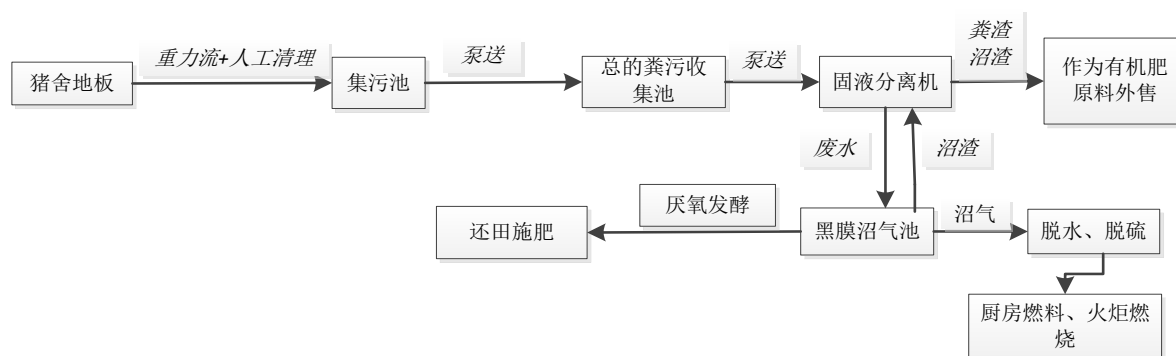 重力流+人工清理
泵送
泵送
粪渣
沼渣
猪舍地板
集污池
总的粪污收
集池
固液分离机
作为有机肥
原料外售
废水
沼渣
厌氧发酵
沼气
还田施肥
黑膜沼气池
脱水、脱硫
厨房燃料、火炬燃
烧